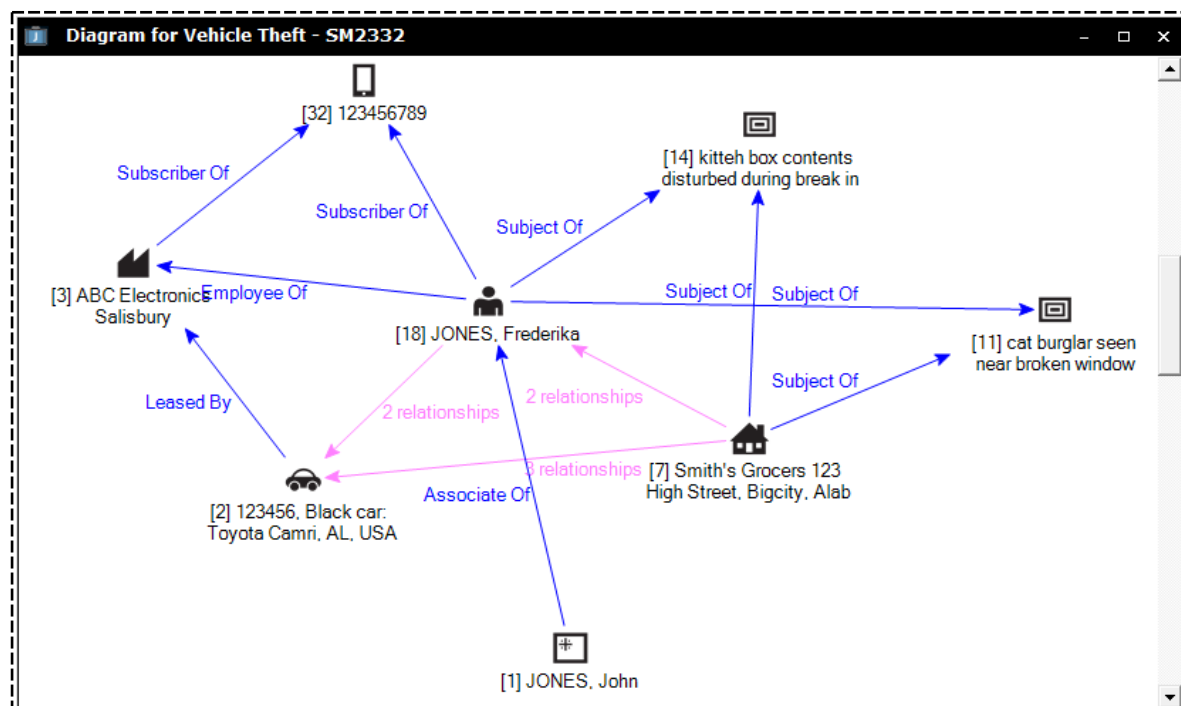 Diagram for Vehicle Theft - SM2332
[32] 123456789
[14] kitteh box contents
disturbed during break in
Subscriber Of
Subscriber Of
Subject Of
[3] ABC Electronics
Salisbury
Employee Of
Subject Of
Subject Of
[18] JONES, Frederika
[11] cat burglar seen
near broken window
Subject Of
Leased By
2 relationships
2 relationships
3 relationships
[7] Smith's Grocers 123
High Street, Bigcity, Alab
Associate Of
[2] 123456, Black car:
Toyota Camri, AL, USA
[1] JONES, John